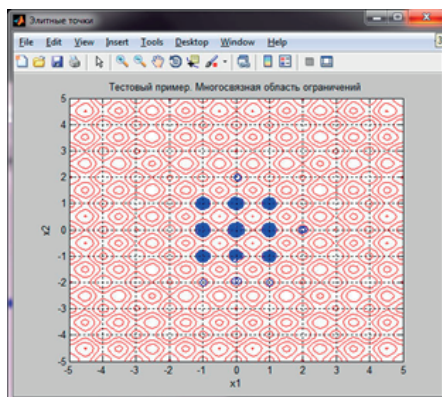 Элитные точки
File Edit View Insert Tools Desktop Window Help
Тестовый пример. Многосвязная область ограничений
5
4
3
2
1
0
-1
-2
-3
-4
-5
x2
-5 -4 -3 -2 -1 0 1 2 3 4 5
x1